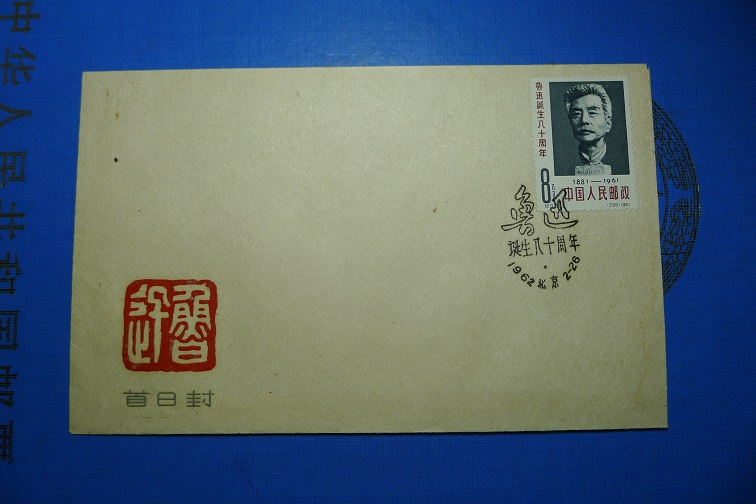 中华人民共和国邮票
鲁迅诞生八十周年
1881—1961
8分
中国人民邮政
鲁迅
诞生八十周年
1962 北京 2-26
鲁迅
首日封